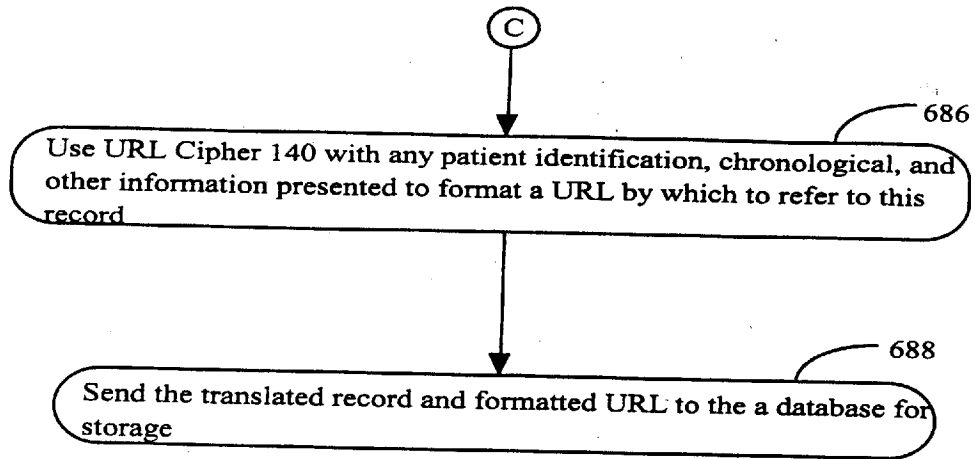 C
686
Use URL Cipher 140 with any patient identification, chronological, and
other information presented to format a URL by which to refer to this
record
688
Send the translated record and formatted URL to the a database for
storage